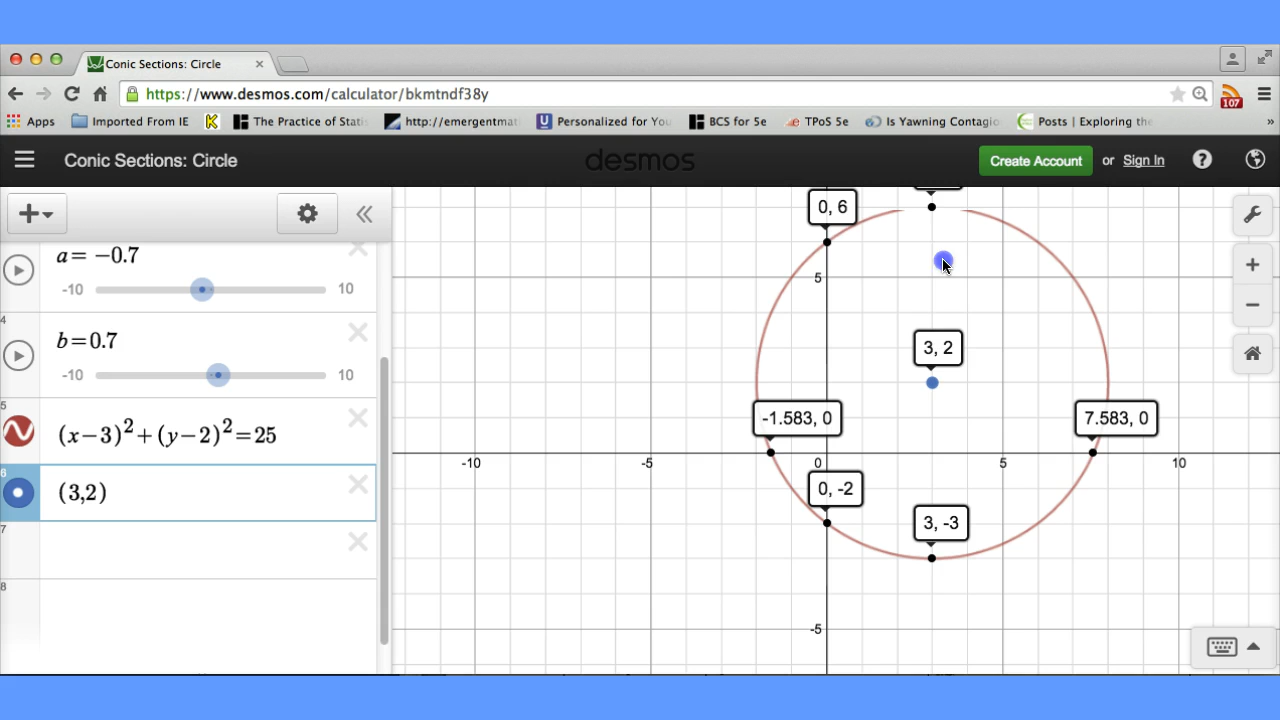 Conic Sections: Circle
https://www.desmos.com/calculator/bkmtndf38y
107
Apps Imported From IE K The Practice of Stati http://emergentmat U Personalized for You BCS for 5e TPoS 5e Is Yawning Contagio Posts | Exploring the »
Conic Sections: Circle desmos Create Account or Sign In ?
a = −0.7
-10 10
4
b=0.7
-10 10
5
(x−3)²+(y−2)²=25
6
(3,2)
7
8
0, 6
5
3, 2
-1.583, 0 7.583, 0
-10 -5 0 5 10
0, -2
3, -3
-5